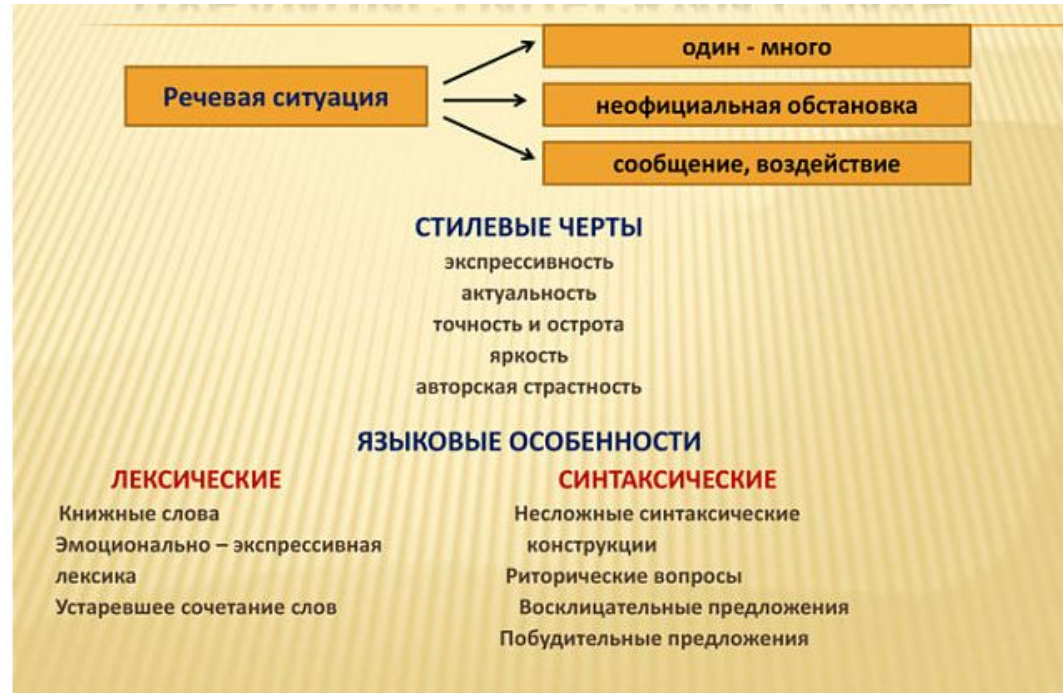 Речевая ситуация
один - много
неофициальная обстановка
сообщение, воздействие
СТИЛЕВЫЕ ЧЕРТЫ
экспрессивность
актуальность
точность и острота
яркость
авторская страстность
ЯЗЫКОВЫЕ ОСОБЕННОСТИ
ЛЕКСИЧЕСКИЕ
Книжные слова
Эмоционально – экспрессивная
лексика
Устаревшее сочетание слов
СИНТАКСИЧЕСКИЕ
Несложные синтаксические
конструкции
Риторические вопросы
Восклицательные предложения
Побудительные предложения